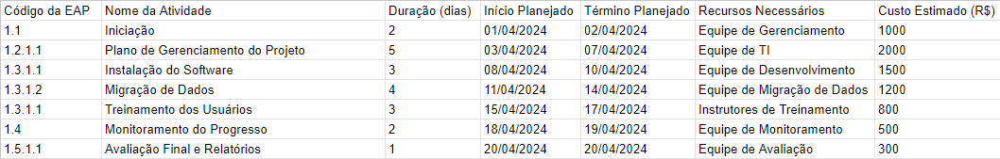 Código da EAP Nome da Atividade Duração (dias) Início Planejado Término Planejado Recursos Necessários Custo Estimado (R$)
1.1 Iniciação 2 01/04/2024 02/04/2024 Equipe de Gerenciamento 1000
1.2.1.1 Plano de Gerenciamento do Projeto 5 03/04/2024 07/04/2024 Equipe de TI 2000
1.3.1.1 Instalação do Software 3 08/04/2024 10/04/2024 Equipe de Desenvolvimento 1500
1.3.1.2 Migração de Dados 4 11/04/2024 14/04/2024 Equipe de Migração de Dados 1200
1.3.1.1 Treinamento dos Usuários 3 15/04/2024 17/04/2024 Instrutores de Treinamento 800
1.4 Monitoramento do Progresso 2 18/04/2024 19/04/2024 Equipe de Monitoramento 500
1.5.1.1 Avaliação Final e Relatórios 1 20/04/2024 20/04/2024 Equipe de Avaliação 300